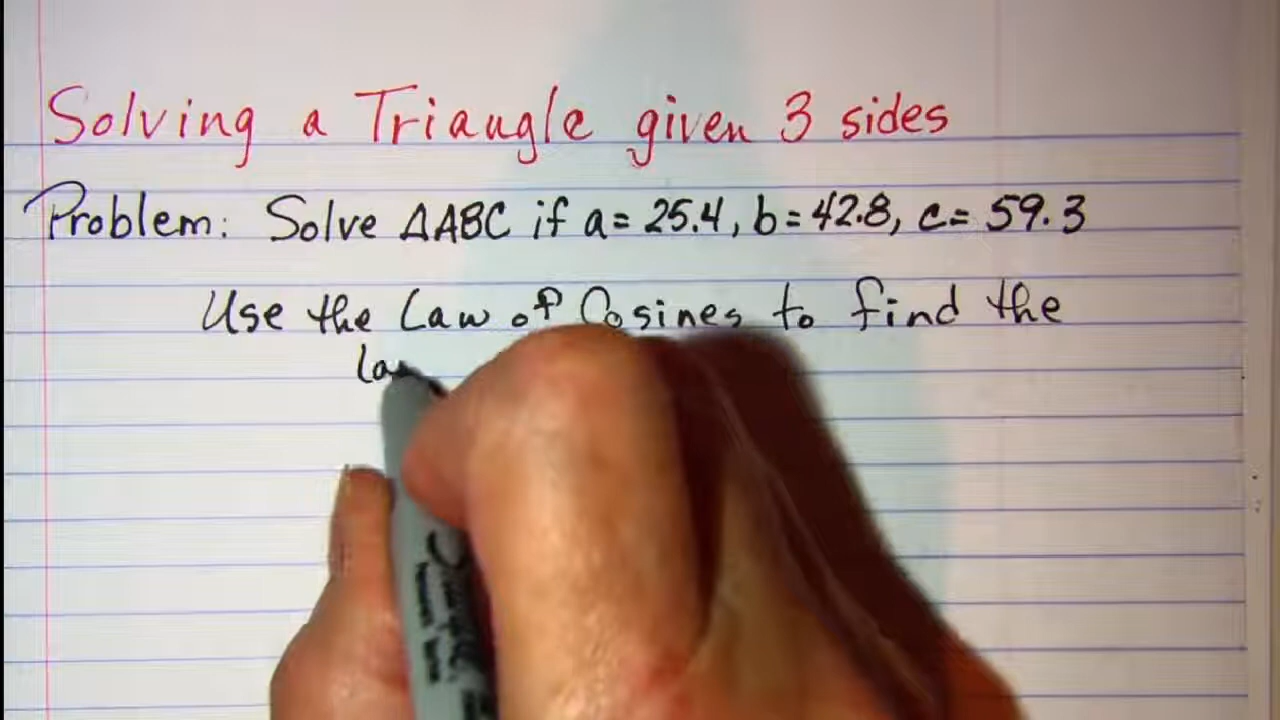 Solving a Triangle given 3 sides
Problem: Solve ΔABC if a= 25.4, b=42.8, c= 59.3
Use the Law of Cosines to find the